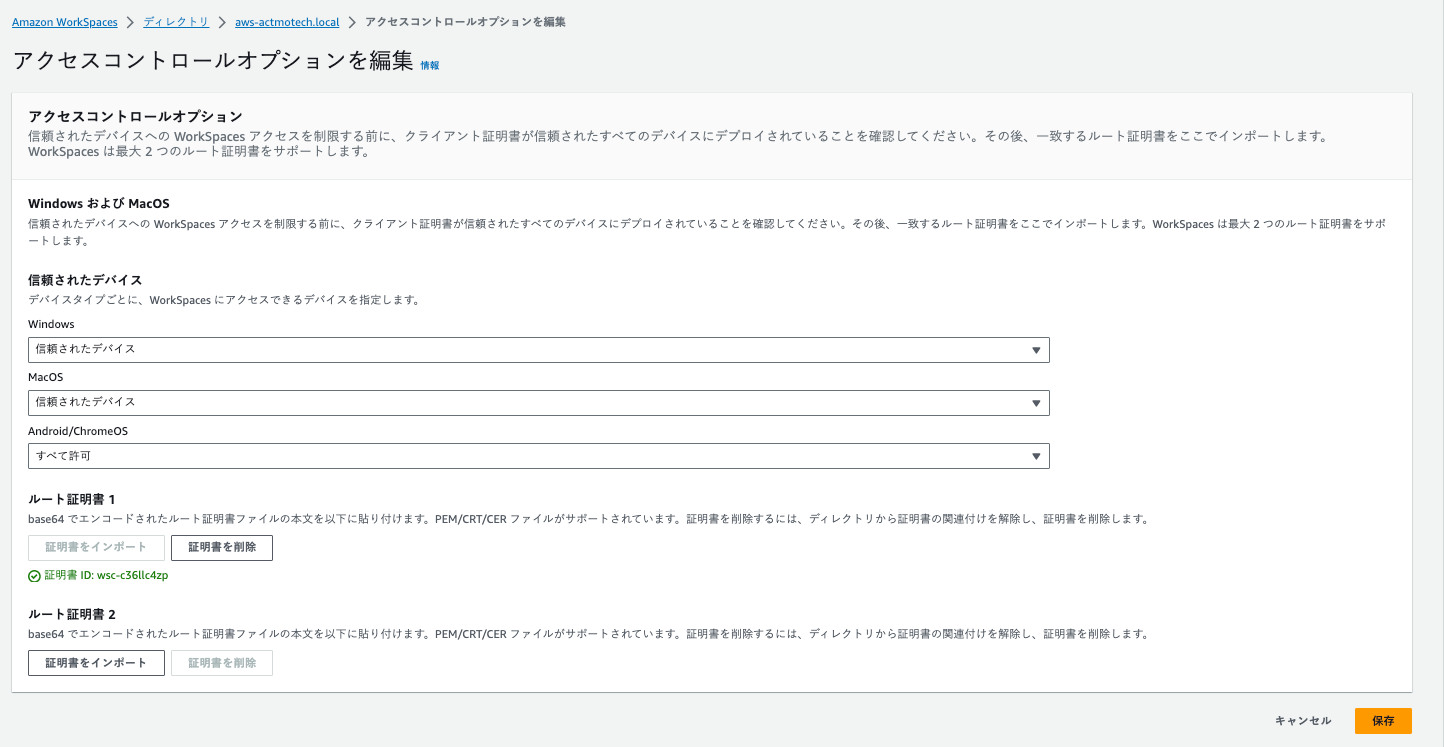 Amazon WorkSpaces > ディレクトリ > aws-actmotech.local > アクセスコントロールオプションを編集
アクセスコントロールオプションを編集 情報
アクセスコントロールオプション
信頼されたデバイスへの WorkSpaces アクセスを制限する前に、クライアント証明書が信頼されたすべてのデバイスにデプロイされていることを確認してください。その後、一致するルート証明書をここでインポートします。
WorkSpaces は最大 2 つのルート証明書をサポートします。
Windows および MacOS
信頼されたデバイスへの WorkSpaces アクセスを制限する前に、クライアント証明書が信頼されたすべてのデバイスにデプロイされていることを確認してください。その後、一致するルート証明書をここでインポートします。WorkSpaces は最大 2 つのルート証明書をサポ
ートします。
信頼されたデバイス
デバイスタイプごとに、WorkSpaces にアクセスできるデバイスを指定します。
Windows
信頼されたデバイス
MacOS
信頼されたデバイス
Android/ChromeOS
すべて許可
ルート証明書 1
base64 でエンコードされたルート証明書ファイルの本文を以下に貼り付けます。PEM/CRT/CER ファイルがサポートされています。証明書を削除するには、ディレクトリから証明書の関連付けを解除し、証明書を削除します。
証明書をインポート 証明書を削除
証明書 ID: wsc-c36llc4zp
ルート証明書 2
base64 でエンコードされたルート証明書ファイルの本文を以下に貼り付けます。PEM/CRT/CER ファイルがサポートされています。証明書を削除するには、ディレクトリから証明書の関連付けを解除し、証明書を削除します。
証明書をインポート 証明書を削除
キャンセル 保存